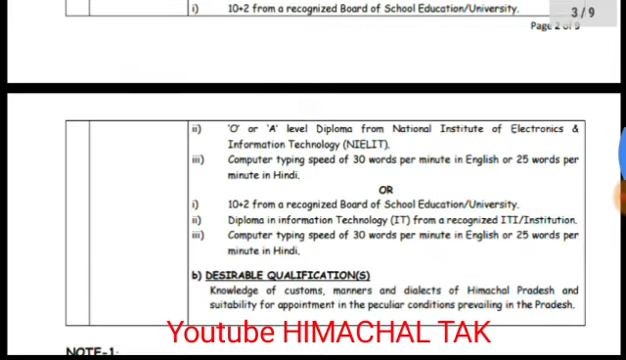 i) 10+2 from a recognized Board of School Education/University.
3 / 9
Page 2 of 9
ii) 'O' or 'A' level Diploma from National Institute of Electronics &
Information Technology (NIELIT).
iii) Computer typing speed of 30 words per minute in English or 25 words per
minute in Hindi.
OR
i) 10+2 from a recognized Board of School Education/University.
ii) Diploma in information Technology (IT) from a recognized ITI/Institution.
iii) Computer typing speed of 30 words per minute in English or 25 words per
minute in Hindi.
b) DESIRABLE QUALIFICATION(S)
Knowledge of customs, manners and dialects of Himachal Pradesh and
suitability for appointment in the peculiar conditions prevailing in the Pradesh.
Youtube HIMACHAL TAK
NOTE-1: